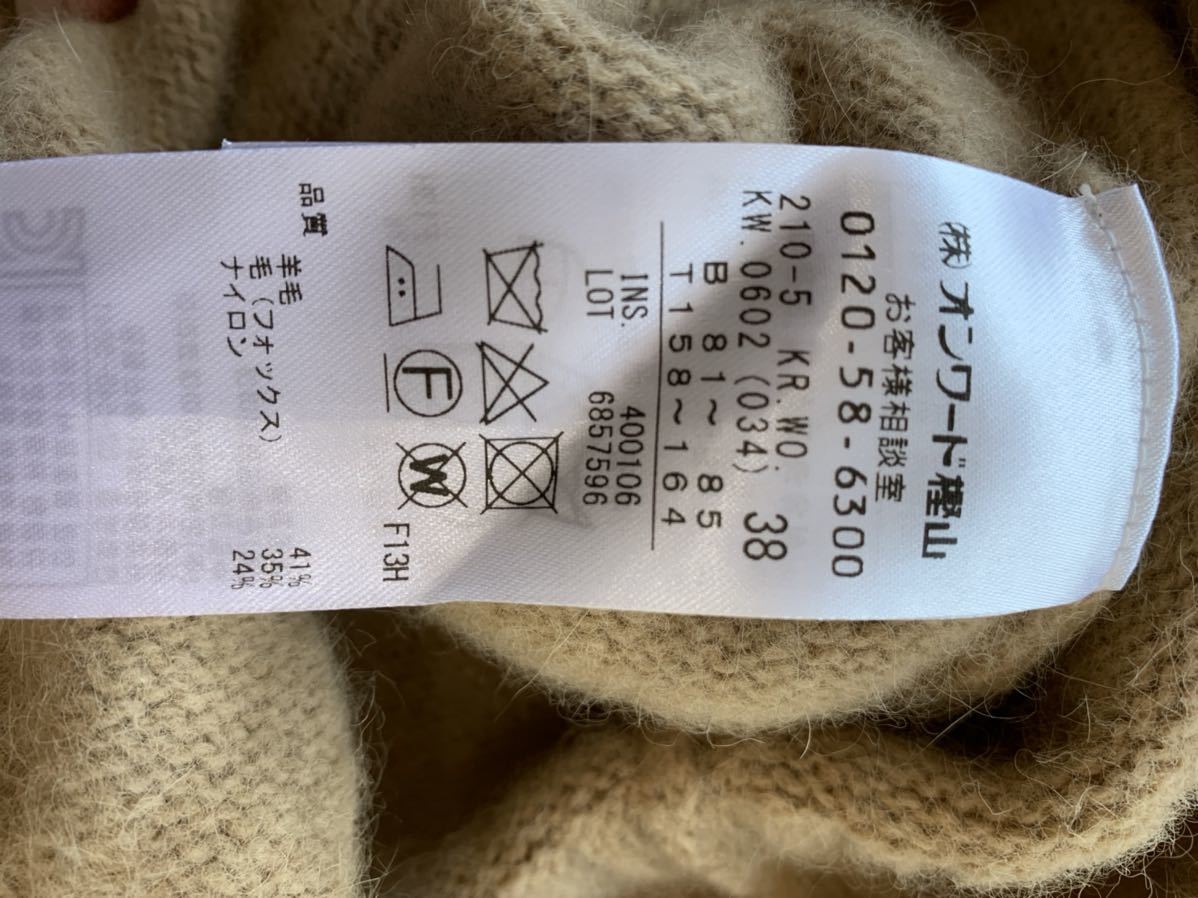 品質
羊毛 41%
毛(フォックス) 35%
ナイロン 24%
F W
F13H
INS. 400106
LOT 6857596
B 81~ 85
T158~164
210-5 KR.WO.
KW.0602 (034) 38
(株)オンワード樫山
お客様相談室
0120-58-6300